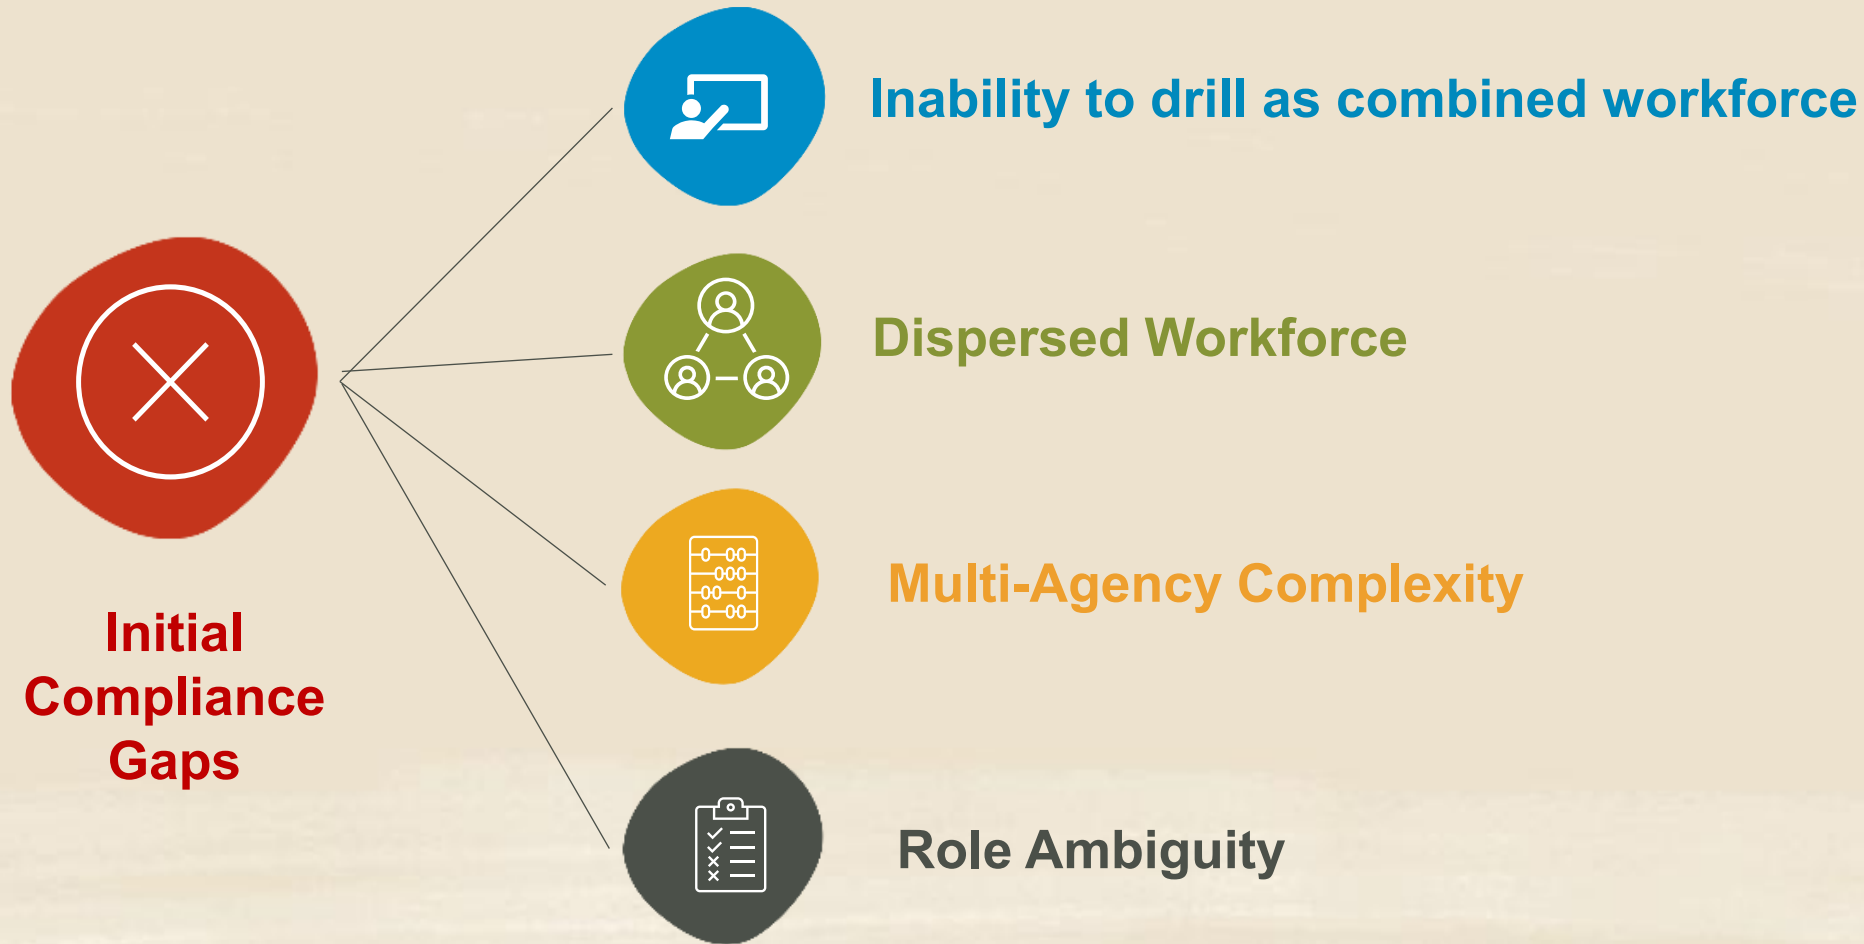 Inability to drill as combined workforce
Dispersed Workforce
Multi-Agency Complexity
Initial
Compliance
Gaps
Role Ambiguity